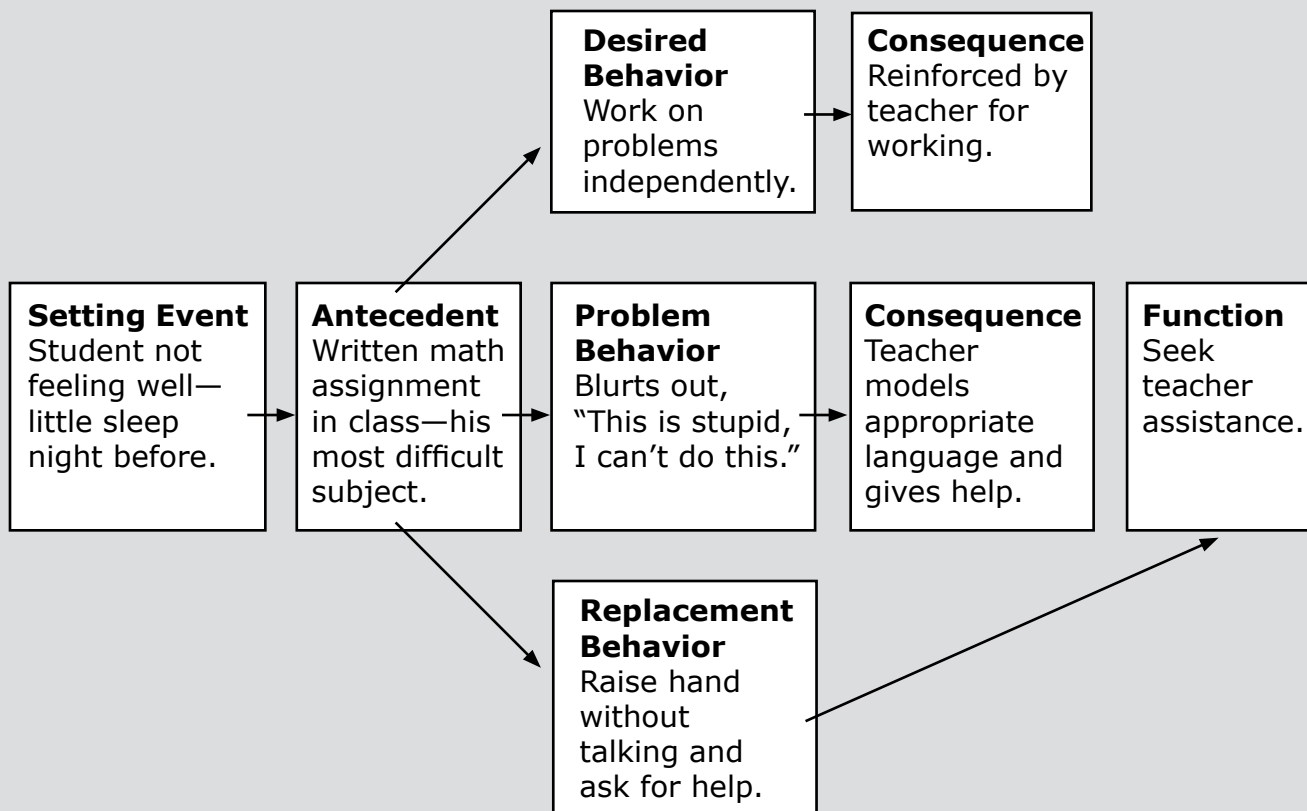 Desired
Behavior
Work on
problems
independently.
Consequence
Reinforced by
teacher for
working.
Setting Event
Student not
feeling well—
little sleep
night before.
Antecedent
Written math
assignment
in class—his
most difficult
subject.
Problem
Behavior
Blurts out,
“This is stupid,
I can’t do this.”
Consequence
Teacher
models
appropriate
language and
gives help.
Function
Seek
teacher
assistance.
Replacement
Behavior
Raise hand
without
talking and
ask for help.